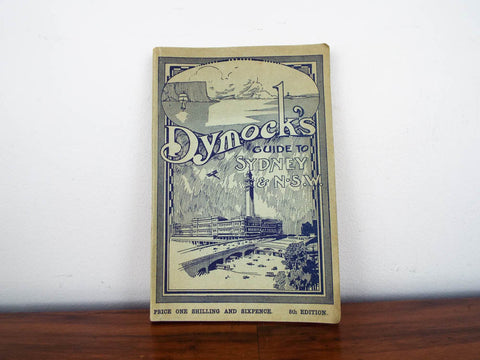 Dymock's
GUIDE TO
SYDNEY
& N.S.W.
PRICE ONE SHILLING AND SIXPENCE. 8th EDITION.